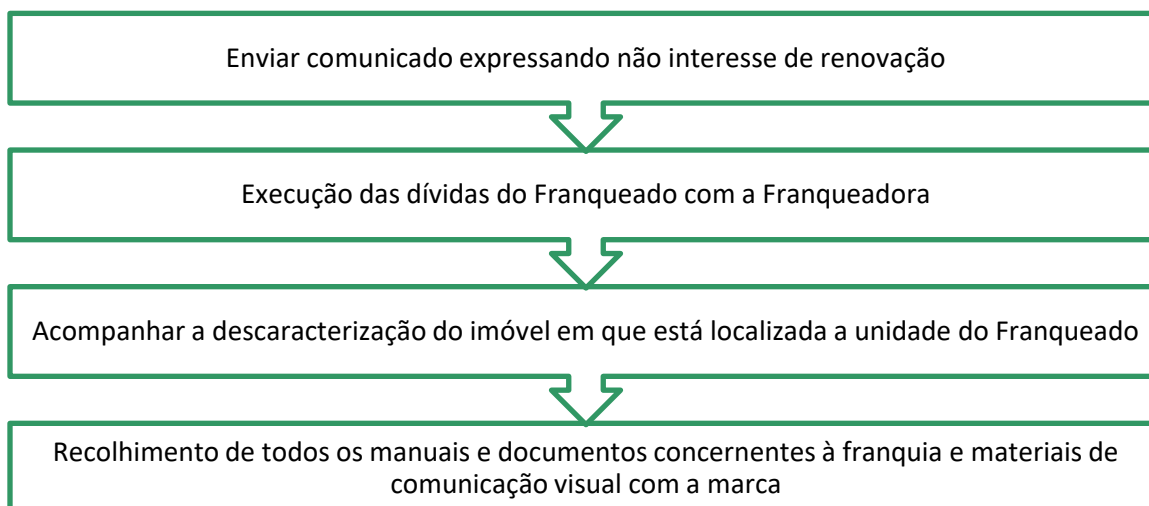 Enviar comunicado expressando não interesse de renovação
Execução das dívidas do Franqueado com a Franqueadora
Acompanhar a descaracterização do imóvel em que está localizada a unidade do Franqueado
Recolhimento de todos os manuais e documentos concernentes à franquia e materiais de
comunicação visual com a marca